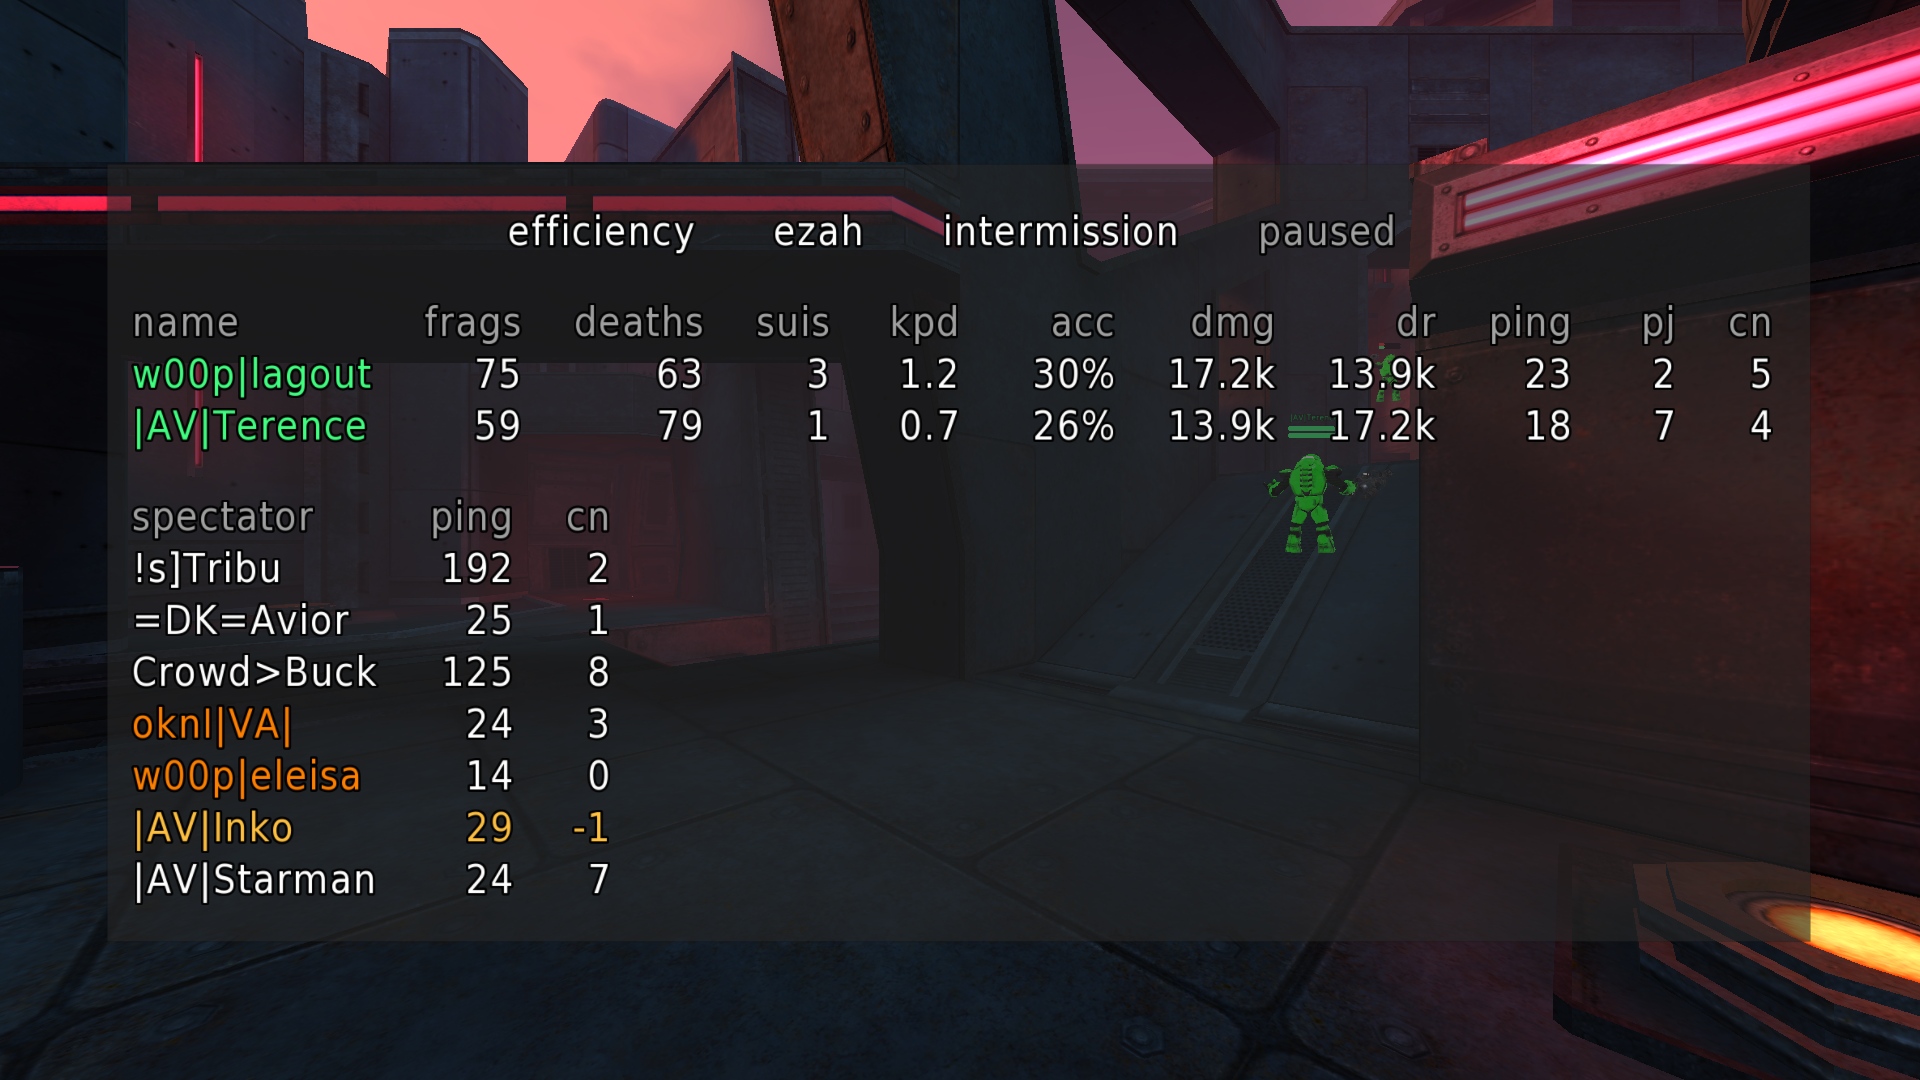 efficiency ezah intermission paused
name frags deaths suis kpd acc dmg dr ping pj cn
w00p|lagout 75 63 3 1.2 30% 17.2k 13.9k 23 2 5
|AV|Terence 59 79 1 0.7 26% 13.9k 17.2k 18 7 4
|AV|Terence
spectator ping cn
!s]Tribu 192 2
=DK=Avior 25 1
Crowd>Buck 125 8
oknI|VA| 24 3
w00p|eleisa 14 0
|AV|Inko 29 -1
|AV|Starman 24 7